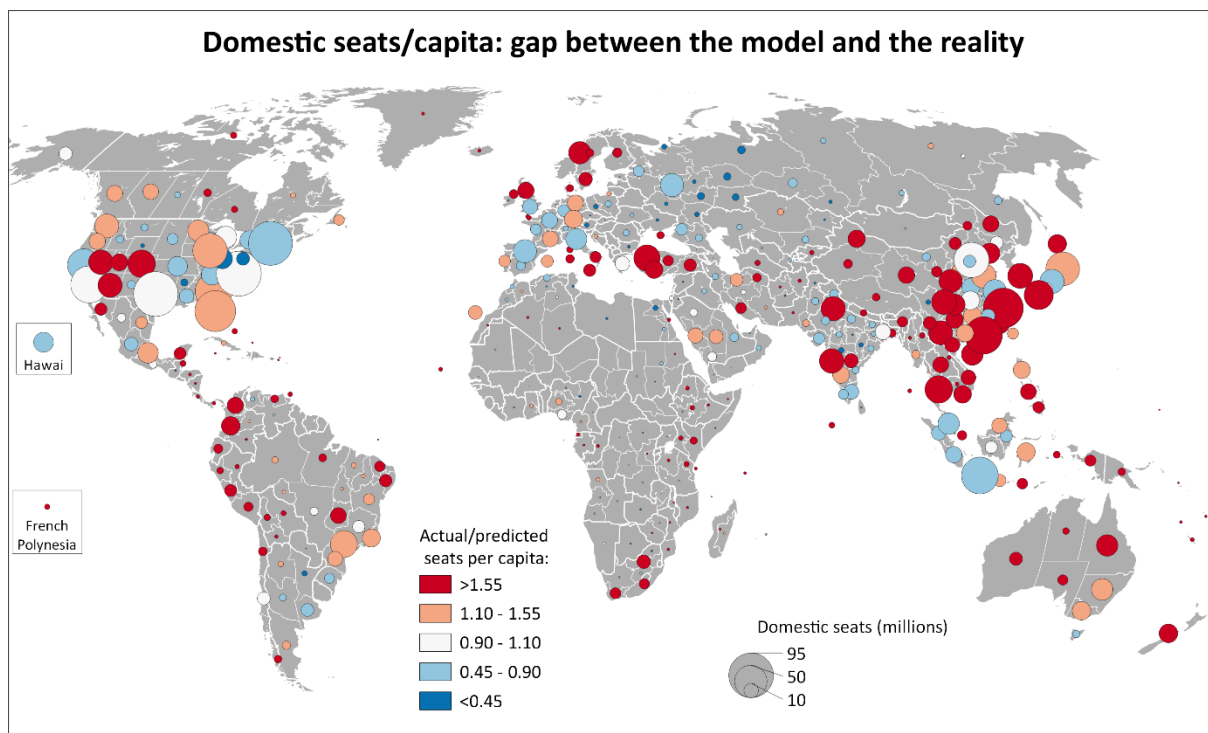 Domestic seats/capita: gap between the model and the reality
Hawai
French
Polynesia
Actual/predicted
seats per capita:
>1.55
1.10 - 1.55
0.90 - 1.10
0.45 - 0.90
<0.45
Domestic seats (millions)
95
50
10